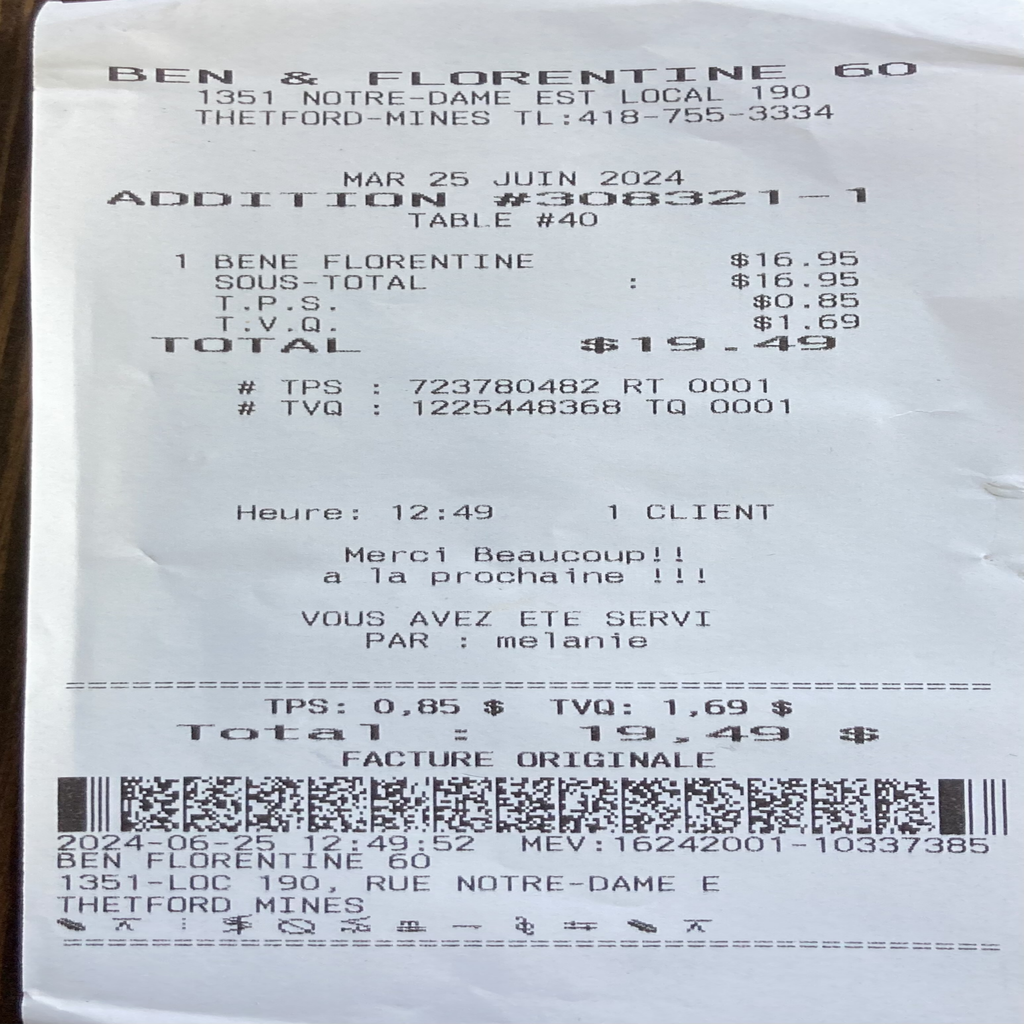 BEN & FLORENTINE 60
1351 NOTRE-DAME EST LOCAL 190
THETFORD-MINES TL:418-755-3334
MAR 25 JUIN 2024
ADDITION #308321-1
TABLE #40
1 BENE FLORENTINE $16.95
SOUS-TOTAL : $16.95
T.P.S. $0.85
T.V.Q. $1.69
TOTAL $19.49
# TPS : 723780482 RT 0001
# TVQ : 1225448368 TQ 0001
Heure: 12:49 1 CLIENT
Merci Beaucoup!!
a la prochaine !!!
VOUS AVEZ ETE SERVI
PAR : melanie
TPS: 0,85 $ TVQ: 1,69 $
Total : 19,49 $
FACTURE ORIGINALE
2024-06-25 12:49:52 MEV:16242001-10337385
BEN FLORENTINE 60
1351-LOC 190, RUE NOTRE-DAME E
THETFORD MINES